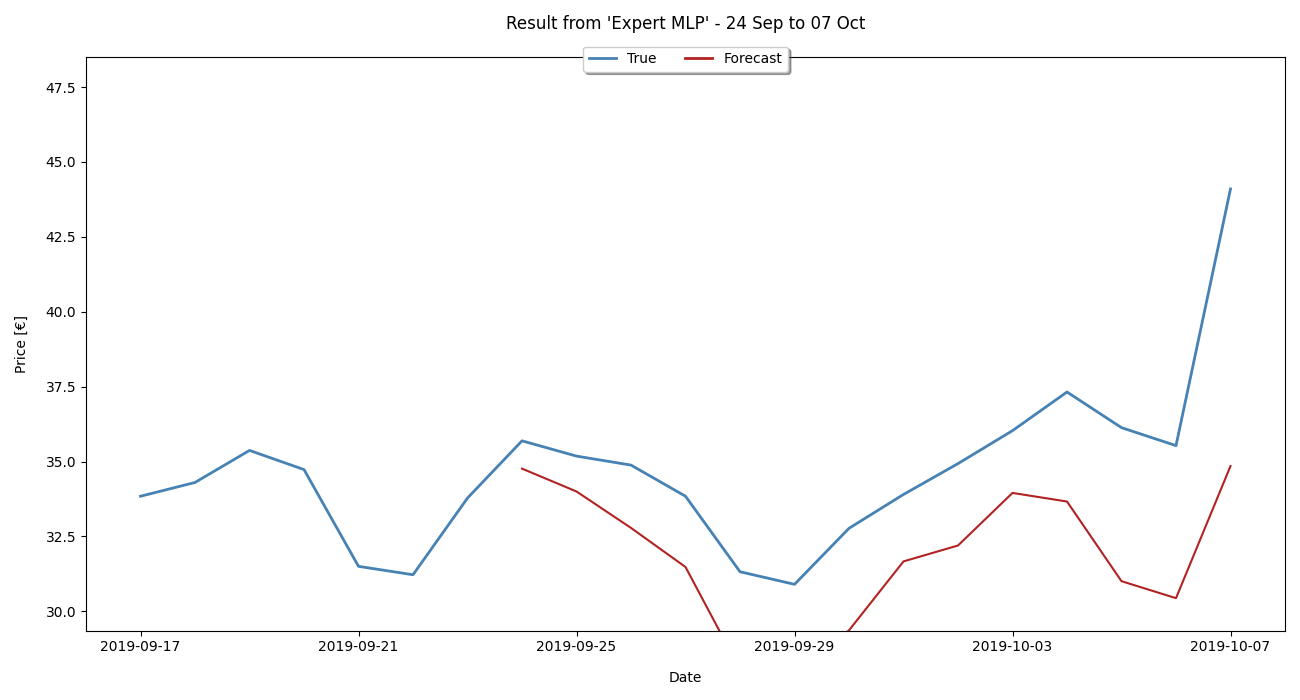 Result from 'Expert MLP' - 24 Sep to 07 Oct
True Forecast
47.5
45.0
42.5
40.0
37.5
35.0
32.5
30.0
Price [€]
2019-09-17 2019-09-21 2019-09-25 2019-09-29 2019-10-03 2019-10-07
Date